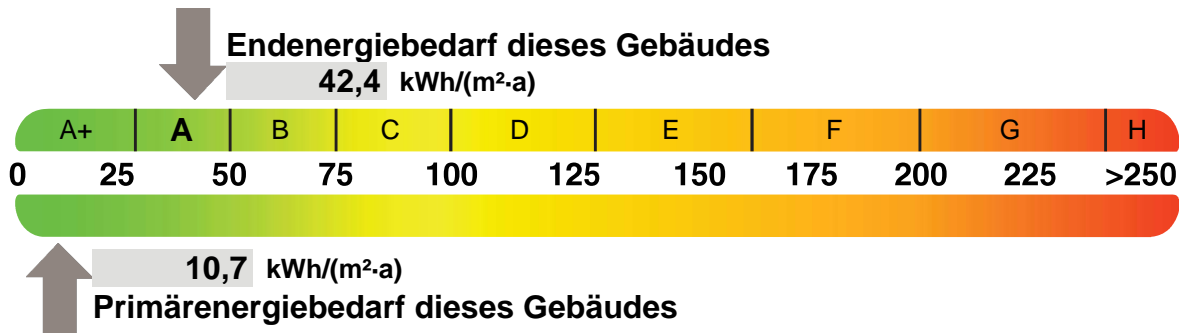 Endenergiebedarf dieses Gebäudes
42,4 kWh/(m²·a)
A+ A B C D E F G H
0 25 50 75 100 125 150 175 200 225 >250
10,7 kWh/(m²·a)
Primärenergiebedarf dieses Gebäudes